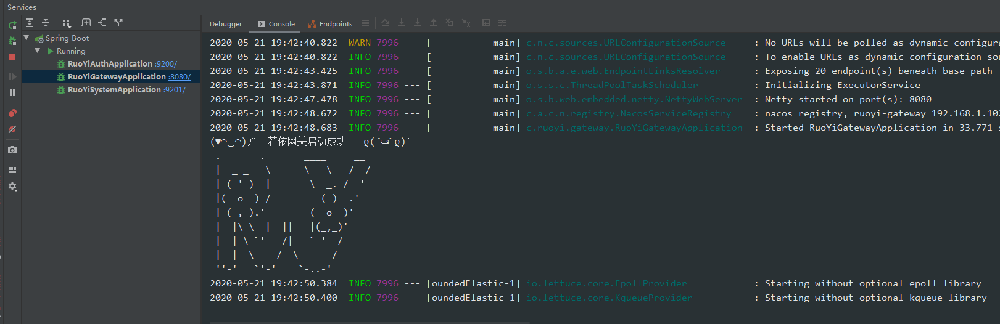 Services
Debugger Console Endpoints
Spring Boot
Running
RuoYiAuthApplication :9200/
RuoYiGatewayApplication :8080/
RuoYiSystemApplication :9201/
2020-05-21 19:42:40.822  WARN 7996 --- [           main] c.n.c.sources.URLConfigurationSource     : No URLs will be polled as dynamic configura
2020-05-21 19:42:40.822  INFO 7996 --- [           main] c.n.c.sources.URLConfigurationSource     : To enable URLs as dynamic configuration sou
2020-05-21 19:42:43.425  INFO 7996 --- [           main] o.s.b.a.e.web.EndpointLinksResolver      : Exposing 20 endpoint(s) beneath base path
2020-05-21 19:42:43.871  INFO 7996 --- [           main] o.s.s.c.ThreadPoolTaskScheduler          : Initializing ExecutorService
2020-05-21 19:42:47.478  INFO 7996 --- [           main] o.s.b.web.embedded.netty.NettyWebServer  : Netty started on port(s): 8080
2020-05-21 19:42:48.672  INFO 7996 --- [           main] c.a.c.n.registry.NacosServiceRegistry    : nacos registry, ruoyi-gateway 192.168.1.102
2020-05-21 19:42:48.683  INFO 7996 --- [           main] c.ruoyi.gateway.RuoYiGatewayApplication  : Started RuoYiGatewayApplication in 33.771 s
(♥◠‿◠)ﾉﾞ  若依网关启动成功   ლ(´ڡ`ლ)ﾞ
 .-------.       ____     __
 |  _ _   \      \   \   /  /
 | ( ' )  |       \  _. /  '
 |(_ o _) /        _( )_ .'
 | (_,_).' __  ___(_ o _)'
 |  |\ \  |  ||   |(_,_)'
 |  | \ `'   /|   `-'  /
 |  |  \    /  \      /
 ''-'   `'-'    `-..-'
2020-05-21 19:42:50.384  INFO 7996 --- [oundedElastic-1] io.lettuce.core.EpollProvider            : Starting without optional epoll library
2020-05-21 19:42:50.400  INFO 7996 --- [oundedElastic-1] io.lettuce.core.KqueueProvider           : Starting without optional kqueue library